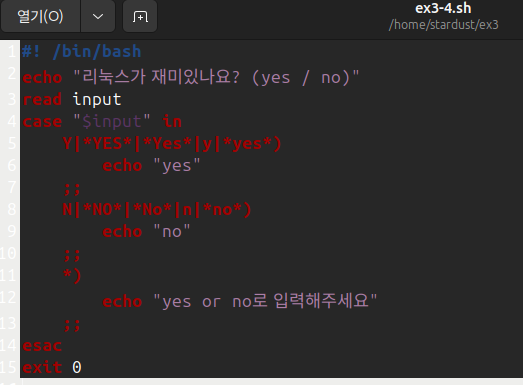 열기(O)
ex3-4.sh
/home/stardust/ex3
1 #! /bin/bash
2 echo "리눅스가 재미있나요? (yes / no)"
3 read input
4 case "$input" in
5     Y|*YES*|*Yes*|y|*yes*)
6         echo "yes"
7     ;;
8     N|*NO*|*No*|n|*no*)
9         echo "no"
10     ;;
11     *)
12         echo "yes or no로 입력해주세요"
13     ;;
14 esac
15 exit 0